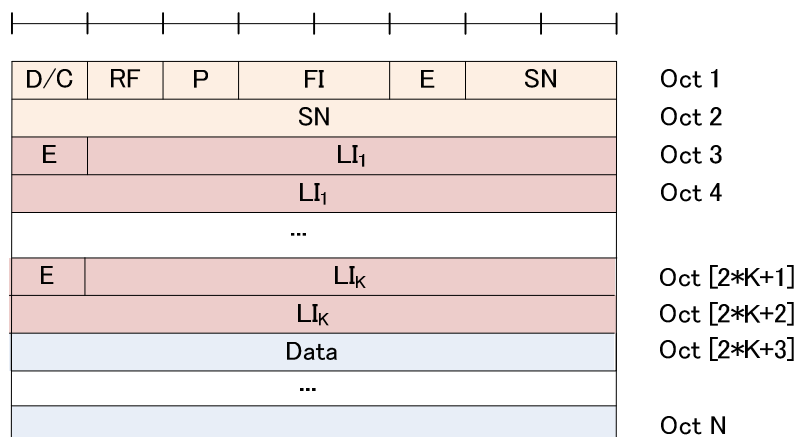 D/C RF P FI E SN Oct 1
SN Oct 2
E LI₁ Oct 3
LI₁ Oct 4
...
E LIK Oct [2*K+1]
LIK Oct [2*K+2]
Data Oct [2*K+3]
...
Oct N